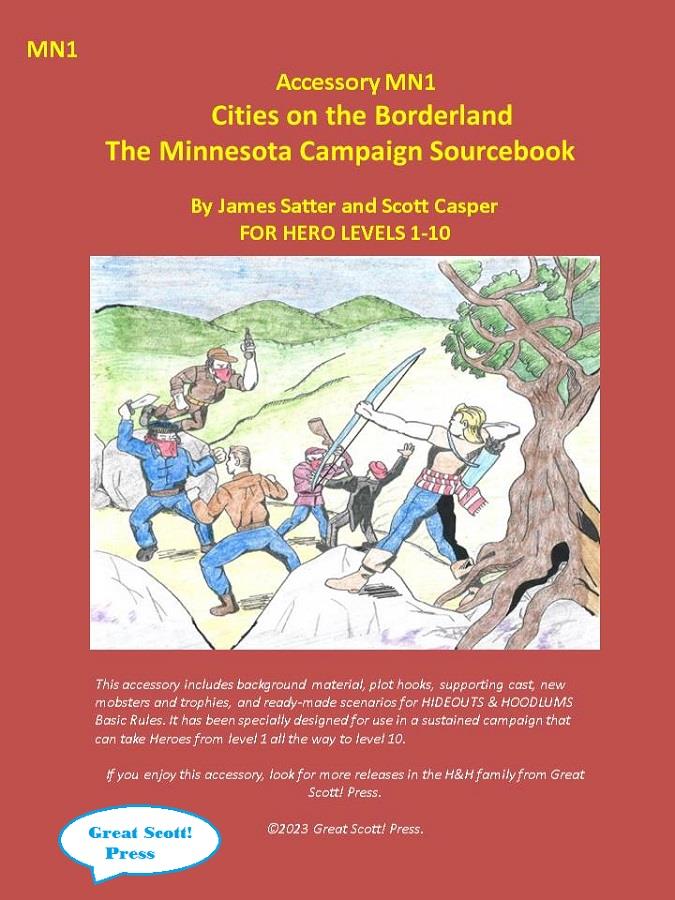 MN1
Accessory MN1
Cities on the Borderland
The Minnesota Campaign Sourcebook
By James Satter and Scott Casper
FOR HERO LEVELS 1-10
This accessory includes background material, plot hooks, supporting cast, new
mobsters and trophies, and ready-made scenarios for HIDEOUTS & HOODLUMS
Basic Rules. It has been specially designed for use in a sustained campaign that
can take Heroes from level 1 all the way to level 10.
If you enjoy this accessory, look for more releases in the H&H family from Great
Scott! Press.
©2023 Great Scott! Press.
Great Scott!
Press